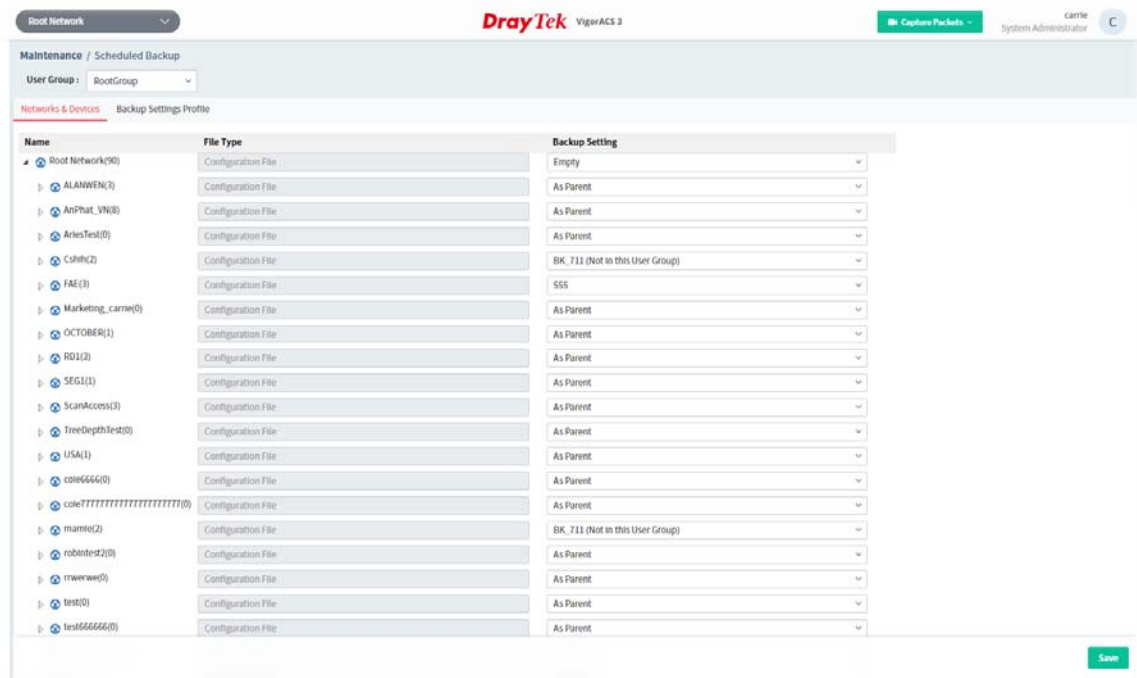 Root Network
DrayTek VigorACS 3
Capture Packets
carrie
System Administrator
C
Maintenance / Scheduled Backup
User Group : RootGroup
Networks & Devices Backup Settings Profile
Name File Type Backup Setting
Root Network(90) Configuration File Empty
ALANWEN(3) Configuration File As Parent
AnPhat_VN(8) Configuration File As Parent
AriesTest(0) Configuration File As Parent
Cshih(2) Configuration File BK_711 (Not in this User Group)
FAE(3) Configuration File
Marketing_carrie(0) Configuration File As Parent
OCTOBER(1) Configuration File As Parent
RD1(3) Configuration File As Parent
SEG1(1) Configuration File As Parent
ScanAccess(3) Configuration File As Parent
TreeDepthTest(0) Configuration File As Parent
USA(1) Configuration File As Parent
cole6666(0) Configuration File As Parent
Configuration File As Parent
mamie(2) Configuration File BK_711 (Not in this User Group)
robintest2(0) Configuration File As Parent
rrwerwe(0) Configuration File As Parent
test(0) Configuration File As Parent
test666666(0) Configuration File As Parent
Save